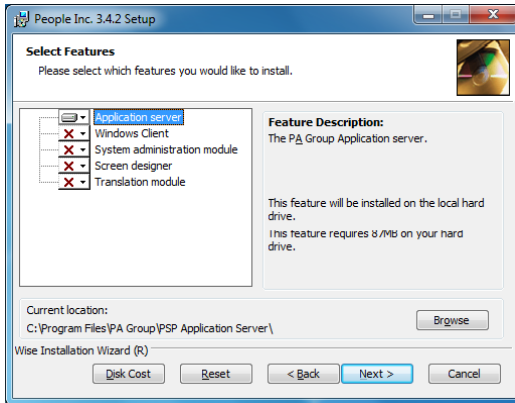 People Inc. 3.4.2 Setup
Select Features
Please select which features you would like to install.
Application server
Windows Client
System administration module
Screen designer
Translation module
Feature Description:
The PA Group Application server.
This feature will be installed on the local hard
drive.
This feature requires 87MB on your hard
drive.
Current location:
C:\Program Files\PA Group\PSP Application Server\
Browse
Wise Installation Wizard (R)
Disk Cost
Reset
< Back
Next >
Cancel